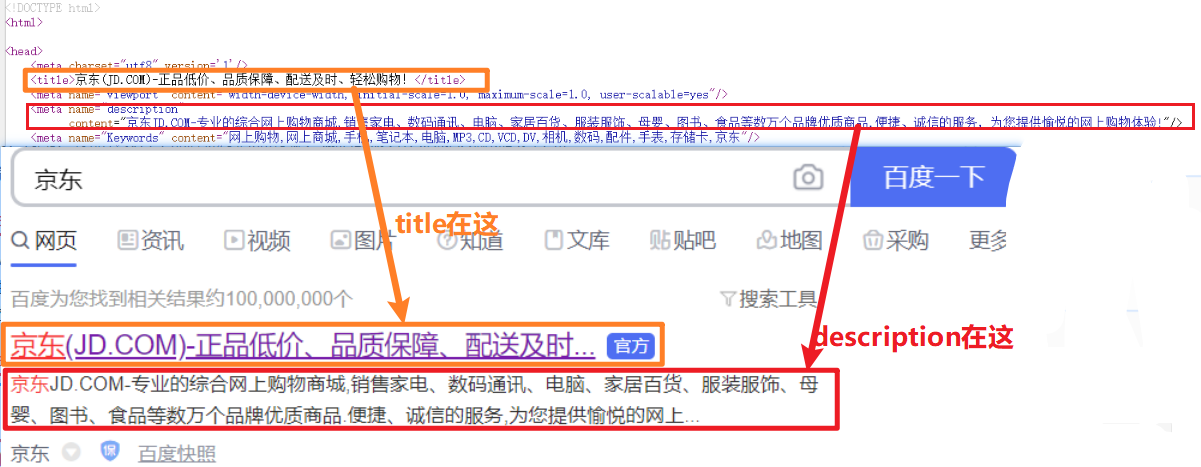 <!DOCTYPE html>
<html>
<head>
<meta charset="utf8" version='1'/>
<title>京东(JD.COM)-正品低价、品质保障、配送及时、轻松购物！</title>
<meta name="viewport" content="width=device-width, initial-scale=1.0, maximum-scale=1.0, user-scalable=yes"/>
<meta name="description"
content="京东JD.COM-专业的综合网上购物商城,销售家电、数码通讯、电脑、家居百货、服装服饰、母婴、图书、食品等数万个品牌优质商品.便捷、诚信的服务，为您提供愉悦的网上购物体验!"/>
<meta name="Keywords" content="网上购物,网上商城,手机,笔记本,电脑,MP3,CD,VCD,DV,相机,数码,配件,手表,存储卡,京东"/>
京东
百度一下
title在这
网页 资讯 视频 图片 知道 文库 贴吧 地图 采购 更多
百度为您找到相关结果约100,000,000个
搜索工具
description在这
京东(JD.COM)-正品低价、品质保障、配送及时... 官方
京东JD.COM-专业的综合网上购物商城,销售家电、数码通讯、电脑、家居百货、服装服饰、母
婴、图书、食品等数万个品牌优质商品.便捷、诚信的服务,为您提供愉悦的网上...
京东 保 百度快照